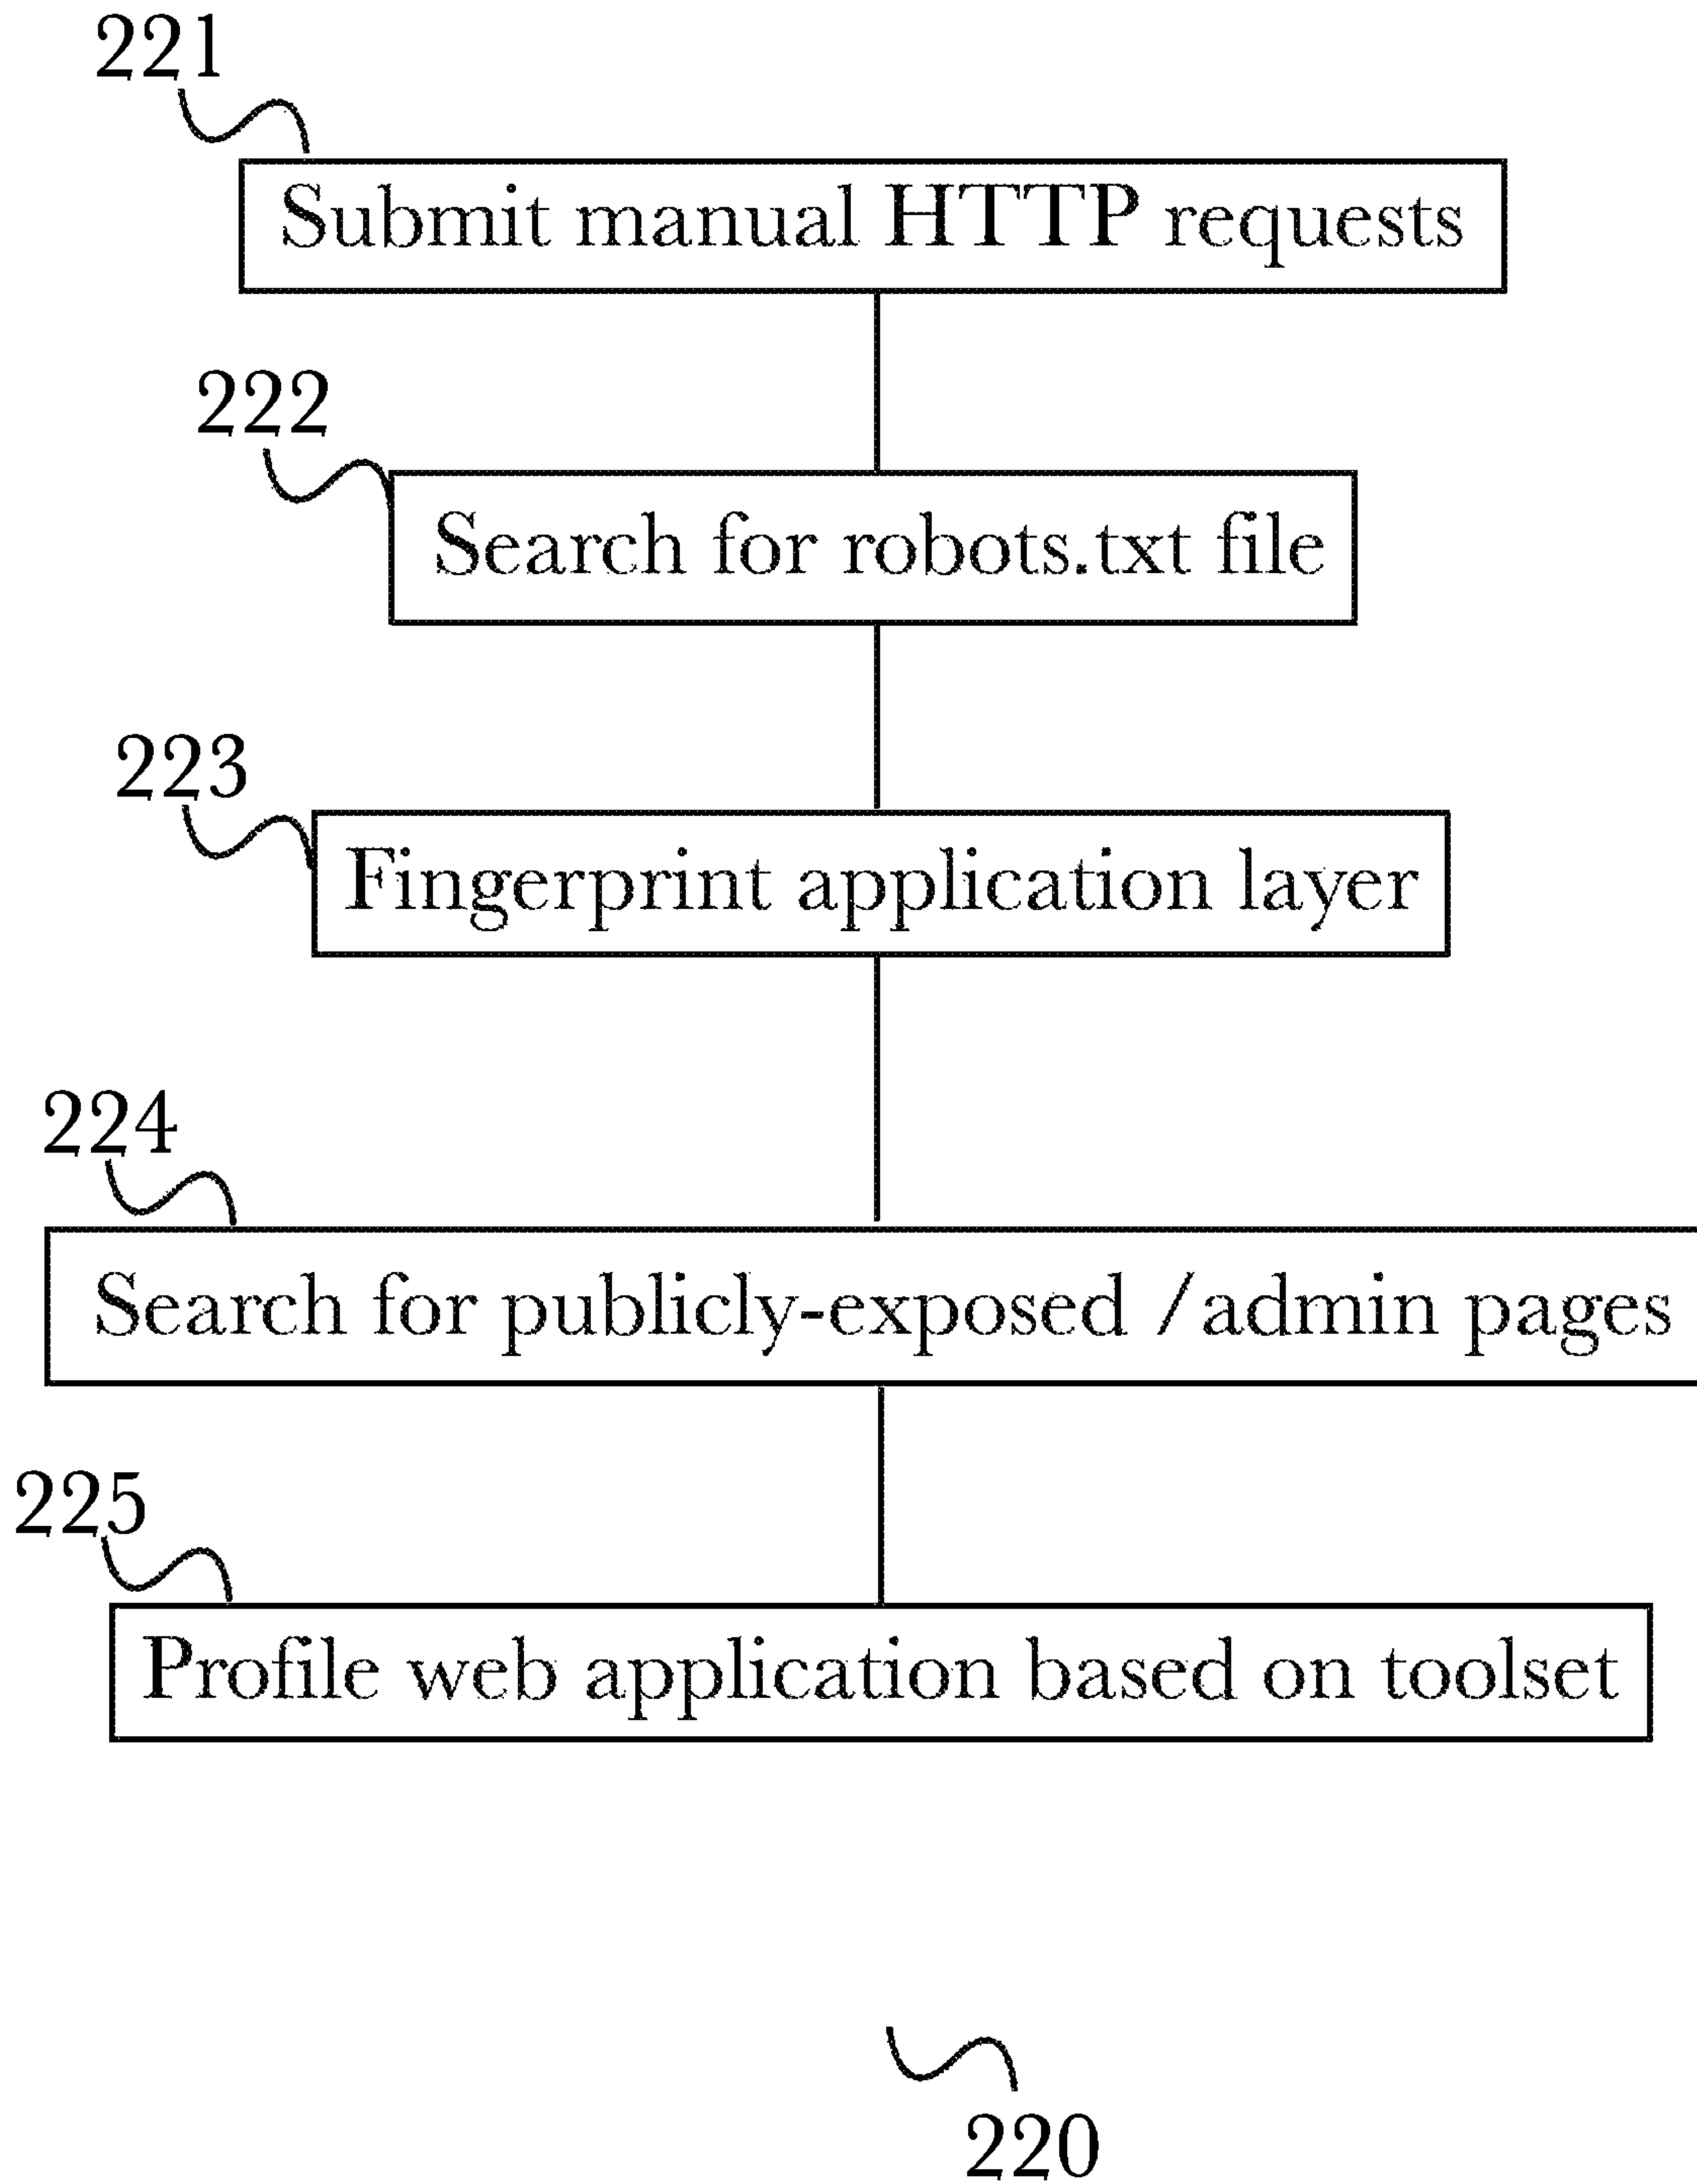 221
Submit manual HTTP requests
222
Search for robots.txt file
223
Fingerprint application layer
224
Search for publicly-exposed /admin pages
225
Profile web application based on toolset
220